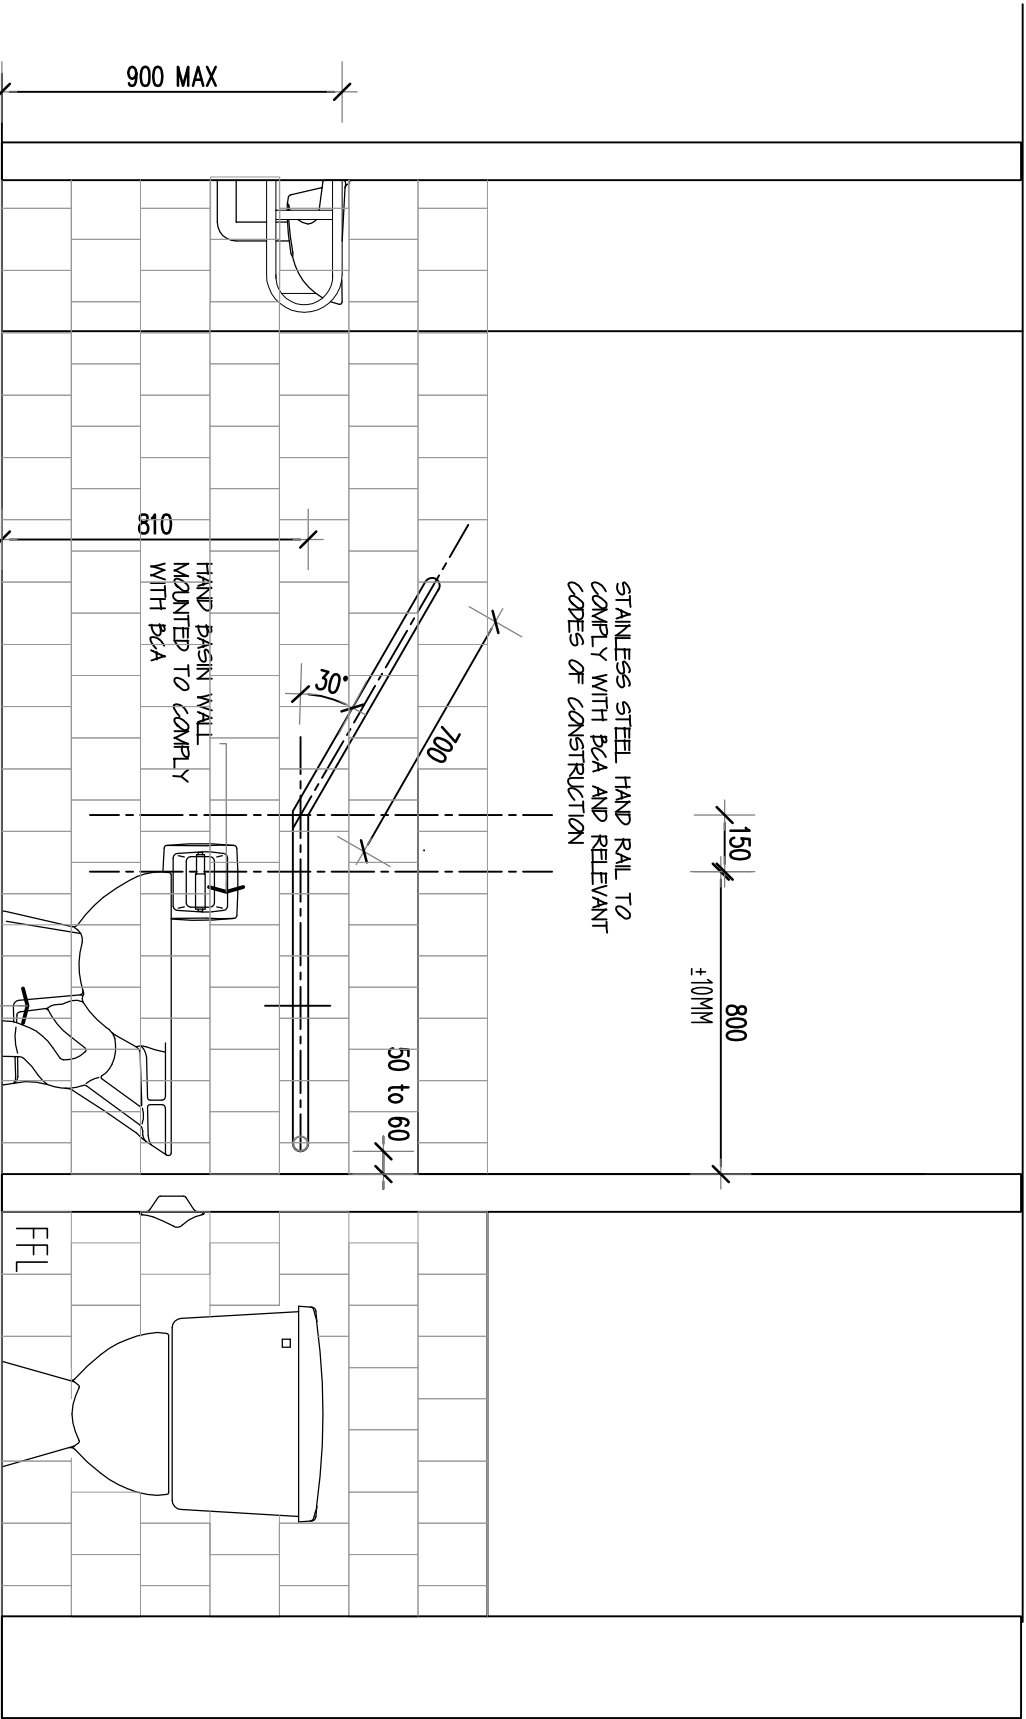 900 MAX
810
HAND BASIN WALL
MOUNTED TO COMPLY
WITH BCA
30°
700
STAINLESS STEEL HAND RAIL TO
COMPLY WITH BCA AND RELEVANT
CODES OF CONSTRUCTION
150
800
±10MM
50 to 60
FFL